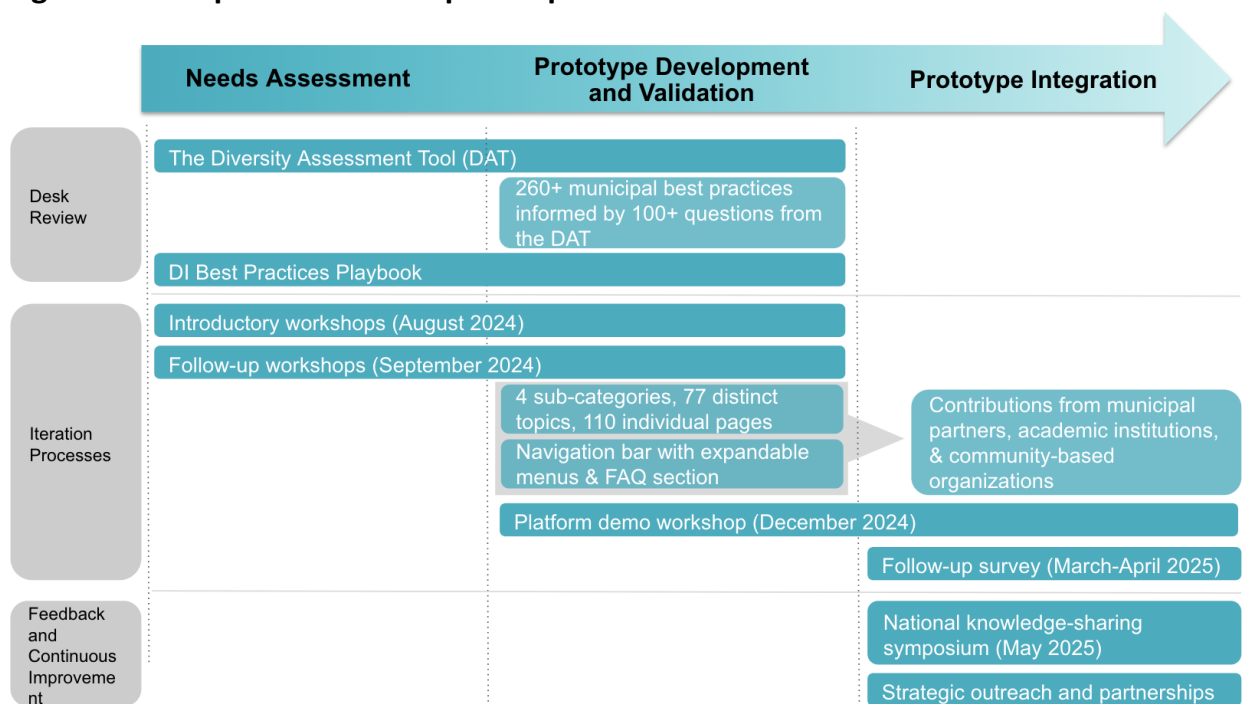 Needs Assessment
Prototype Development
and Validation
Prototype Integration
Desk
Review
The Diversity Assessment Tool (DAT)
260+ municipal best practices
informed by 100+ questions from
the DAT
DI Best Practices Playbook
Iteration
Processes
Introductory workshops (August 2024)
Follow-up workshops (September 2024)
4 sub-categories, 77 distinct
topics, 110 individual pages
Navigation bar with expandable
menus & FAQ section
Contributions from municipal
partners, academic institutions,
& community-based
organizations
Platform demo workshop (December 2024)
Follow-up survey (March-April 2025)
Feedback
and
Continuous
Improveme
nt
National knowledge-sharing
symposium (May 2025)
Strategic outreach and partnerships